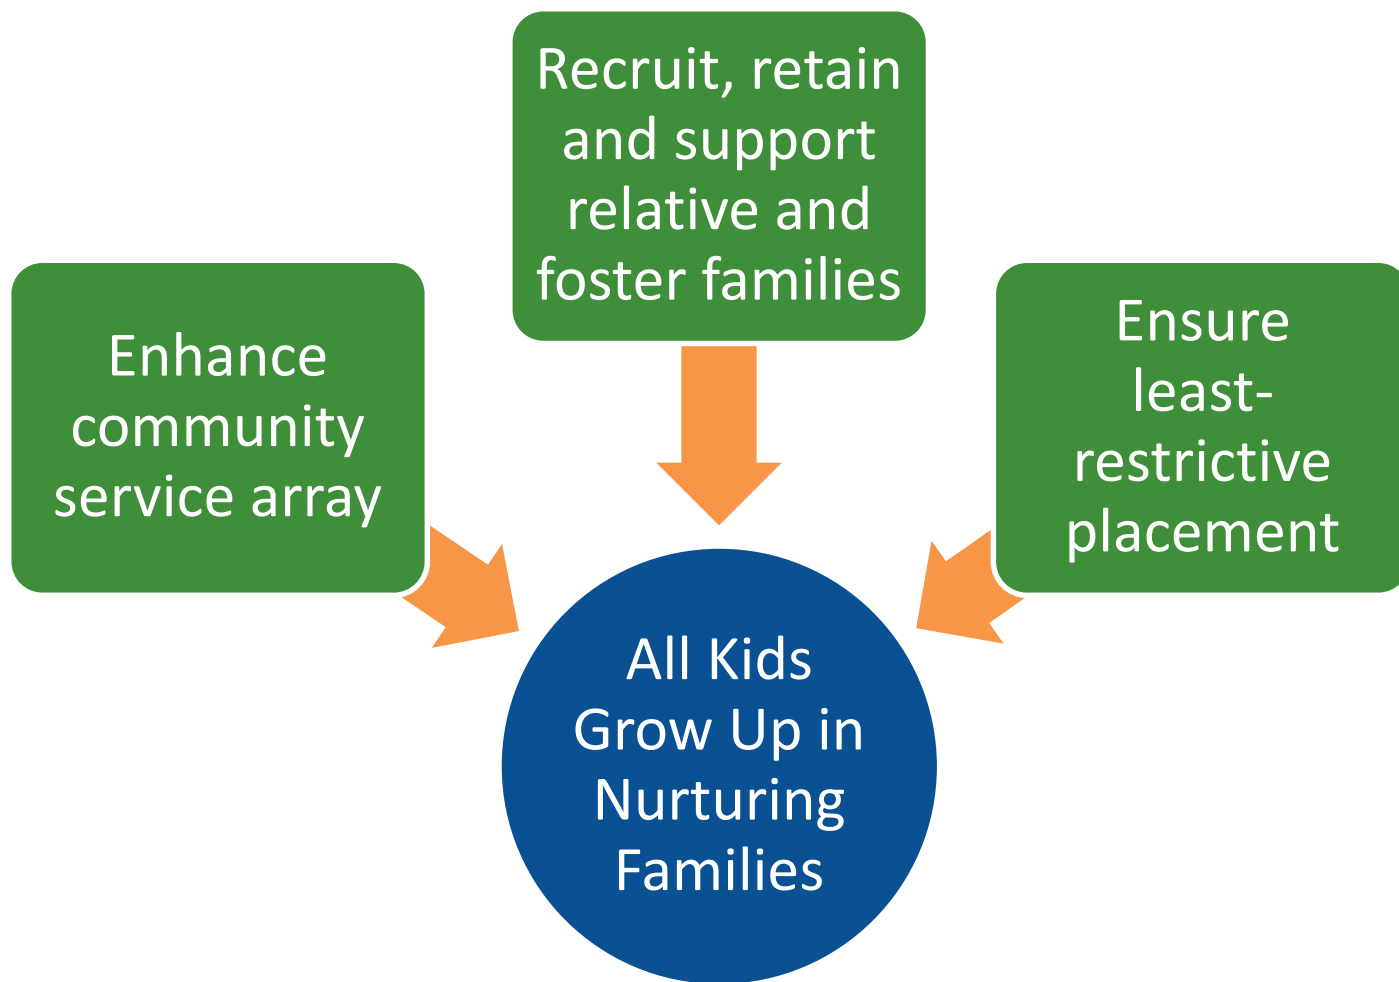 Recruit, retain
and support
relative and
foster families
Enhance
community
service array
Ensure
least-
restrictive
placement
All Kids
Grow Up in
Nurturing
Families